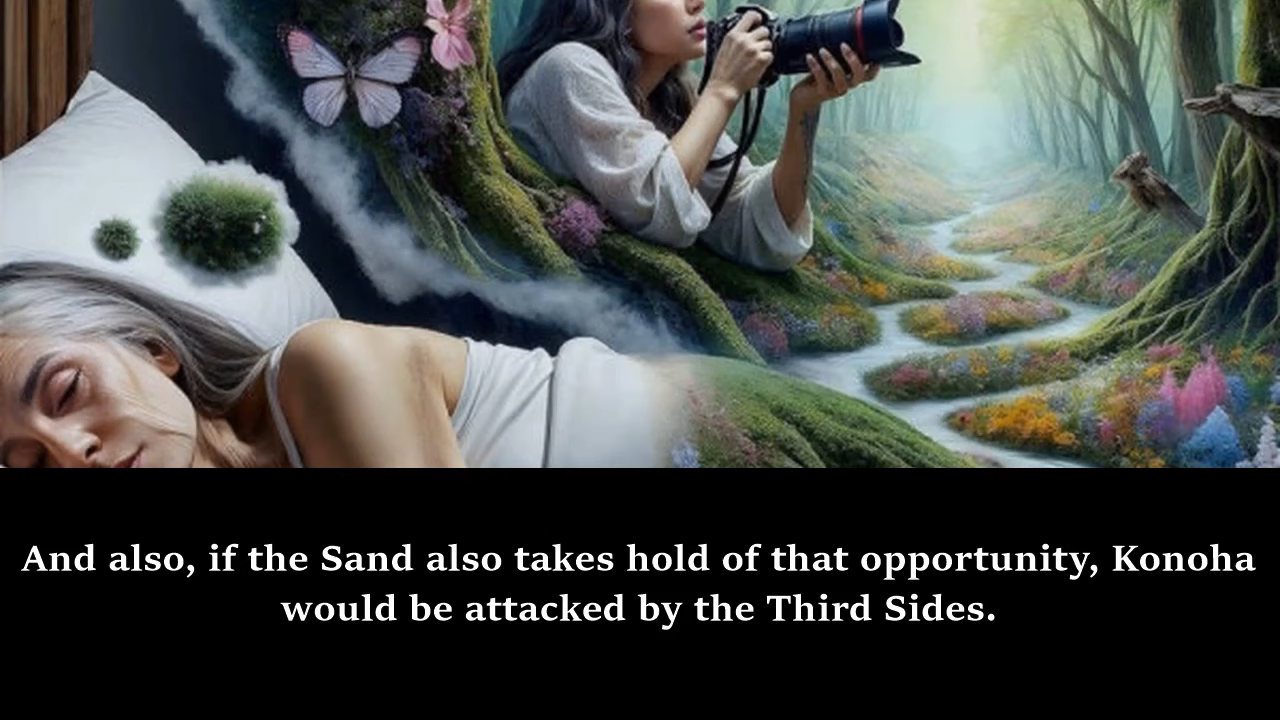 And also, if the Sand also takes hold of that opportunity, Konoha
would be attacked by the Third Sides.